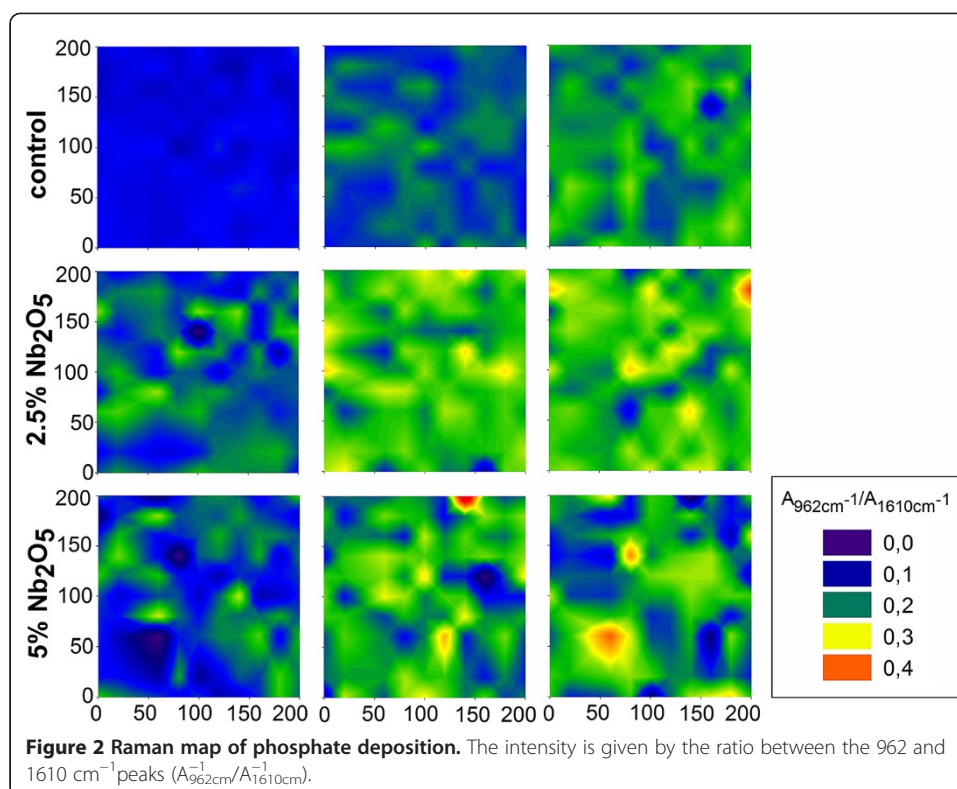 control
200
150
100
50
0
2.5% Nb2O5
200
150
100
50
0
5% Nb2O5
200
150
100
50
0
0 50 100 150 200
0 50 100 150 200
0 50 100 150 200
A962cm-1/A1610cm-1
0,0
0,1
0,2
0,3
0,4
Figure 2 Raman map of phosphate deposition. The intensity is given by the ratio between the 962 and
1610 cm−1peaks (A−1962cm/A−11610cm).